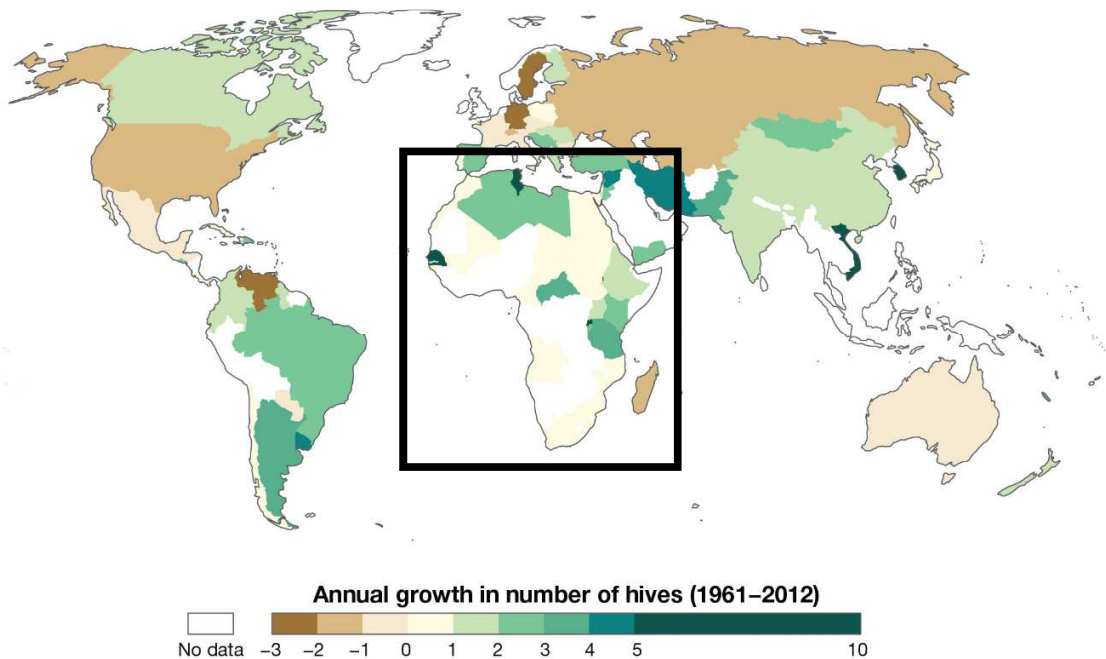 Annual growth in number of hives (1961–2012)
No data −3 −2 −1 0 1 2 3 4 5 10